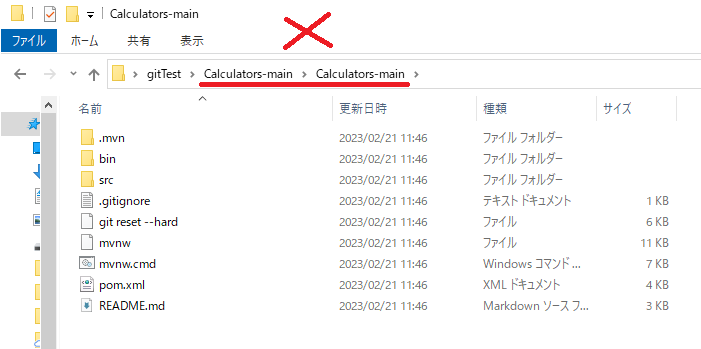 Calculators-main
ファイル ホーム 共有 表示
gitTest Calculators-main Calculators-main
名前 更新日時 種類 サイズ
.mvn 2023/02/21 11:46 ファイル フォルダー
bin 2023/02/21 11:46 ファイル フォルダー
src 2023/02/21 11:46 ファイル フォルダー
.gitignore 2023/02/21 11:46 テキスト ドキュメント 1 KB
git reset --hard 2023/02/21 11:46 ファイル 6 KB
mvnw 2023/02/21 11:46 ファイル 11 KB
mvnw.cmd 2023/02/21 11:46 Windows コマンド ... 7 KB
pom.xml 2023/02/21 11:46 XML ドキュメント 4 KB
README.md 2023/02/21 11:46 Markdown ソース フ... 3 KB